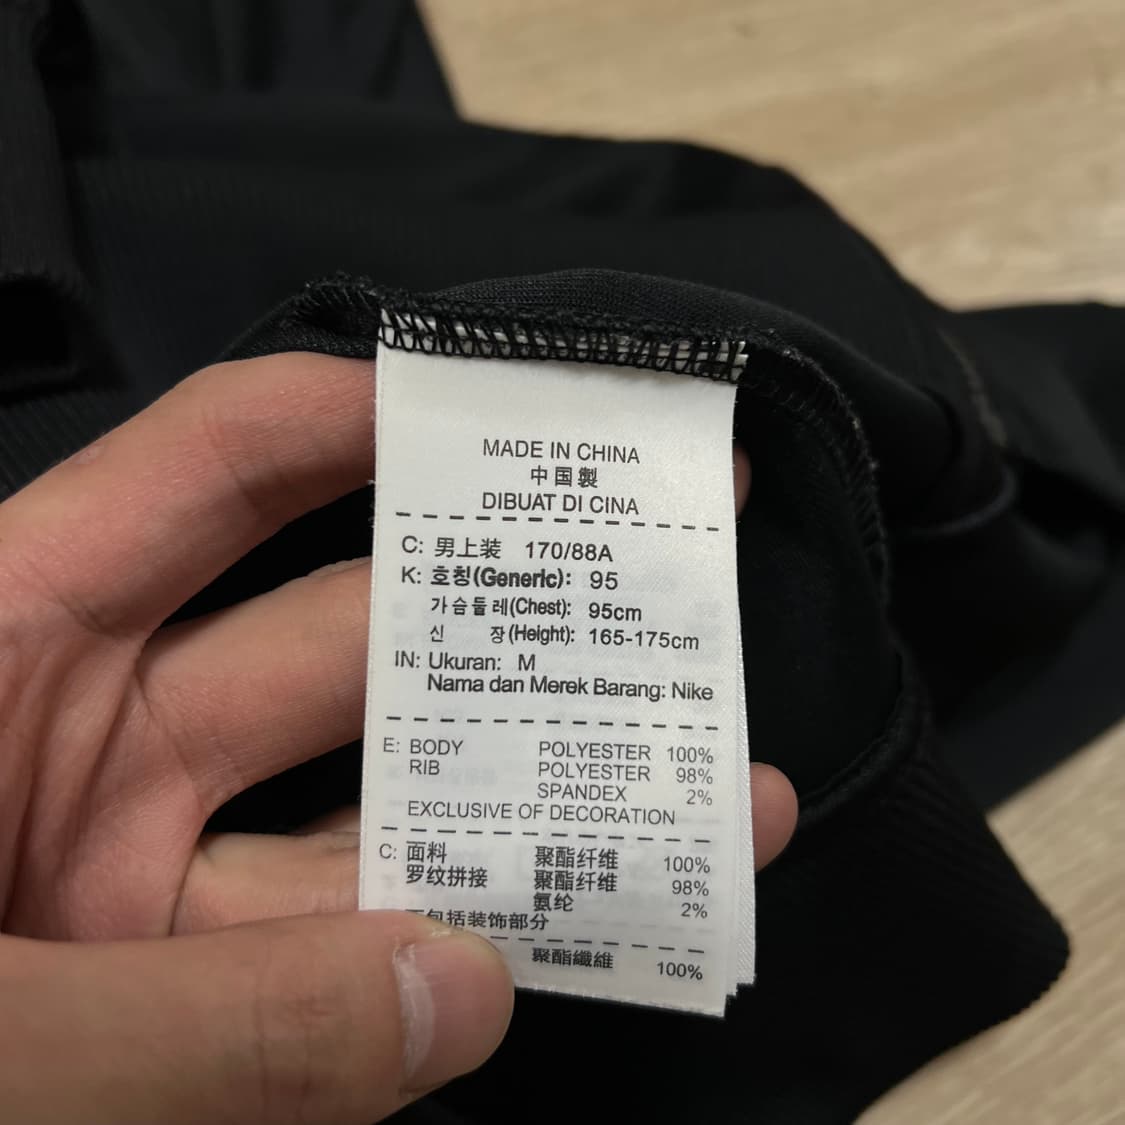 MADE IN CHINA
中国製
DIBUAT DI CINA
C: 男上装 170/88A
K: 호칭(Generic): 95
가슴둘레(Chest): 95cm
신 장(Height): 165-175cm
IN: Ukuran: M
Nama dan Merek Barang: Nike
E: BODY POLYESTER 100%
RIB POLYESTER 98%
SPANDEX 2%
EXCLUSIVE OF DECORATION
C: 面料 聚酯纤维 100%
罗纹拼接 聚酯纤维 98%
氨纶 2%
包括装饰部分
聚酯纖維 100%